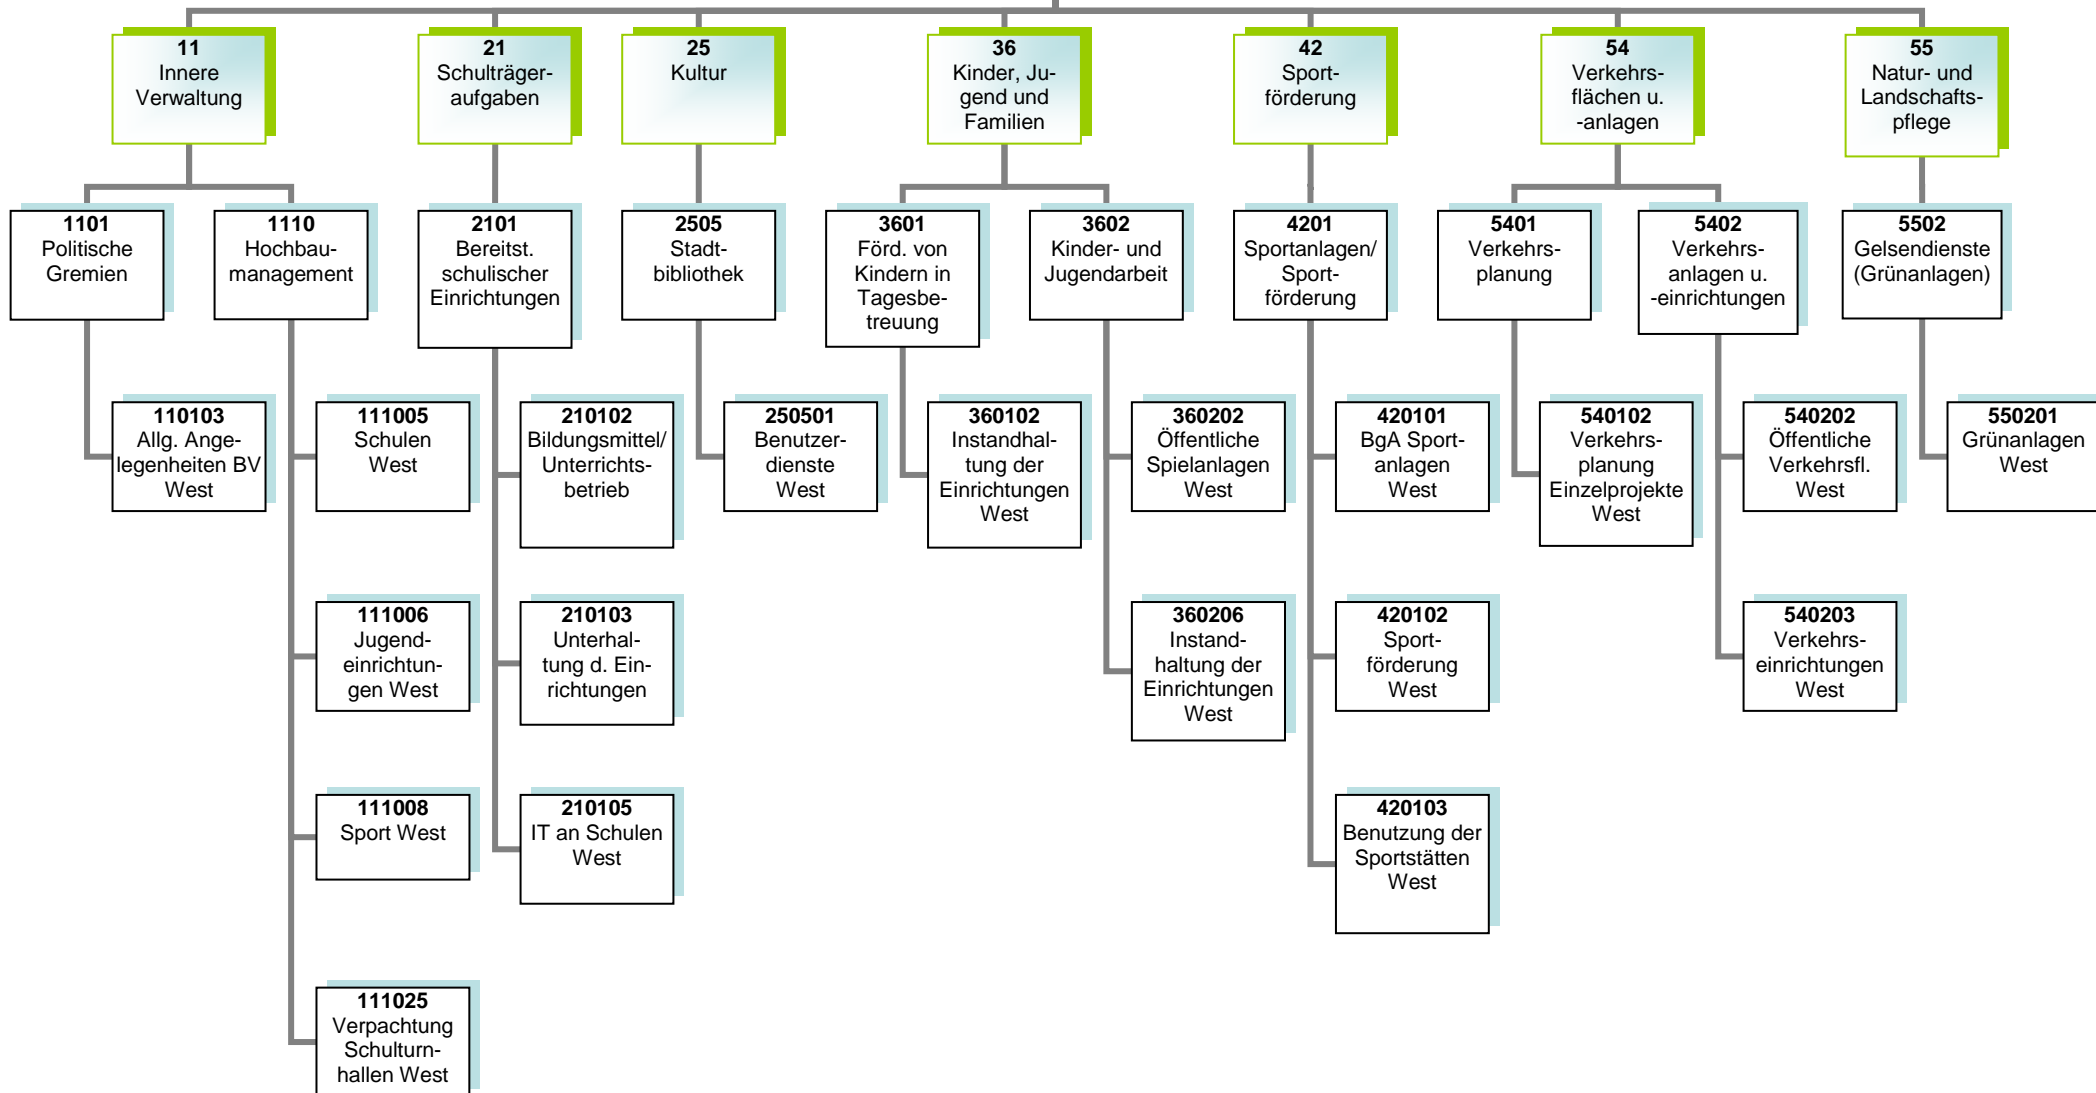 11
Innere
Verwaltung
21
Schulträger-
aufgaben
25
Kultur
36
Kinder, Ju-
gend und
Familien
42
Sport-
förderung
54
Verkehrs-
flächen u.
-anlagen
55
Natur- und
Landschafts-
pflege
1101
Politische
Gremien
1110
Hochbau-
management
2101
Bereitst.
schulischer
Einrichtungen
2505
Stadt-
bibliothek
3601
Förd. von
Kindern in
Tagesbe-
treuung
3602
Kinder- und
Jugendarbeit
4201
Sportanlagen/
Sport-
förderung
5401
Verkehrs-
planung
5402
Verkehrs-
anlagen u.
-einrichtungen
5502
Gelsendienste
(Grünanlagen)
110103
Allg. Ange-
legenheiten BV
West
111005
Schulen
West
210102
Bildungsmittel/
Unterrichts-
betrieb
250501
Benutzer-
dienste
West
360102
Instandhal-
tung der
Einrichtungen
West
360202
Öffentliche
Spielanlagen
West
420101
BgA Sport-
anlagen
West
540102
Verkehrs-
planung
Einzelprojekte
West
540202
Öffentliche
Verkehrsfl.
West
550201
Grünanlagen
West
111006
Jugend-
einrichtun-
gen West
210103
Unterhal-
tung d. Ein-
richtungen
360206
Instand-
haltung der
Einrichtungen
West
420102
Sport-
förderung
West
540203
Verkehrs-
einrichtungen
West
111008
Sport West
210105
IT an Schulen
West
420103
Benutzung der
Sportstätten
West
111025
Verpachtung
Schulturn-
hallen West